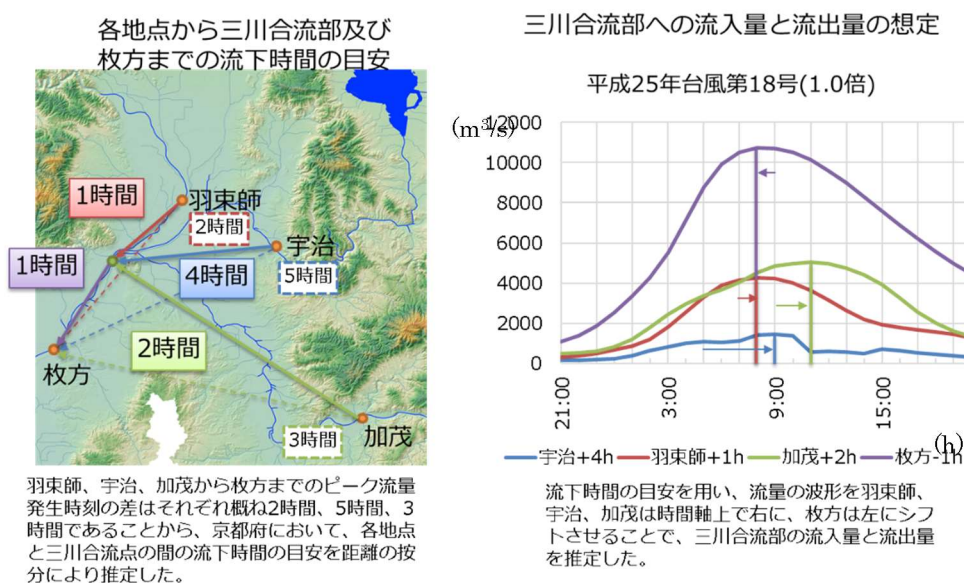 各地点から三川合流部及び
枚方までの流下時間の目安
1時間
羽束師
2時間
宇治
1時間
4時間
5時間
2時間
枚方
加茂
3時間
羽束師、宇治、加茂から枚方までのピーク流量
発生時刻の差はそれぞれ概ね2時間、5時間、3
時間であることから、京都府において、各地点
と三川合流点の間の流下時間の目安を距離の按
分により推定した。
三川合流部への流入量と流出量の想定
平成25年台風第18号(1.0倍)
(m³/s)
12000
10000
8000
6000
4000
2000
0
21:00
3:00
9:00
15:00
(h)
宇治+4h 羽束師+1h 加茂+2h 枚方-1h
流下時間の目安を用い、流量の波形を羽束師、
宇治、加茂は時間軸上で右に、枚方は左にシフ
トさせることで、三川合流部の流入量と流出量
を推定した。